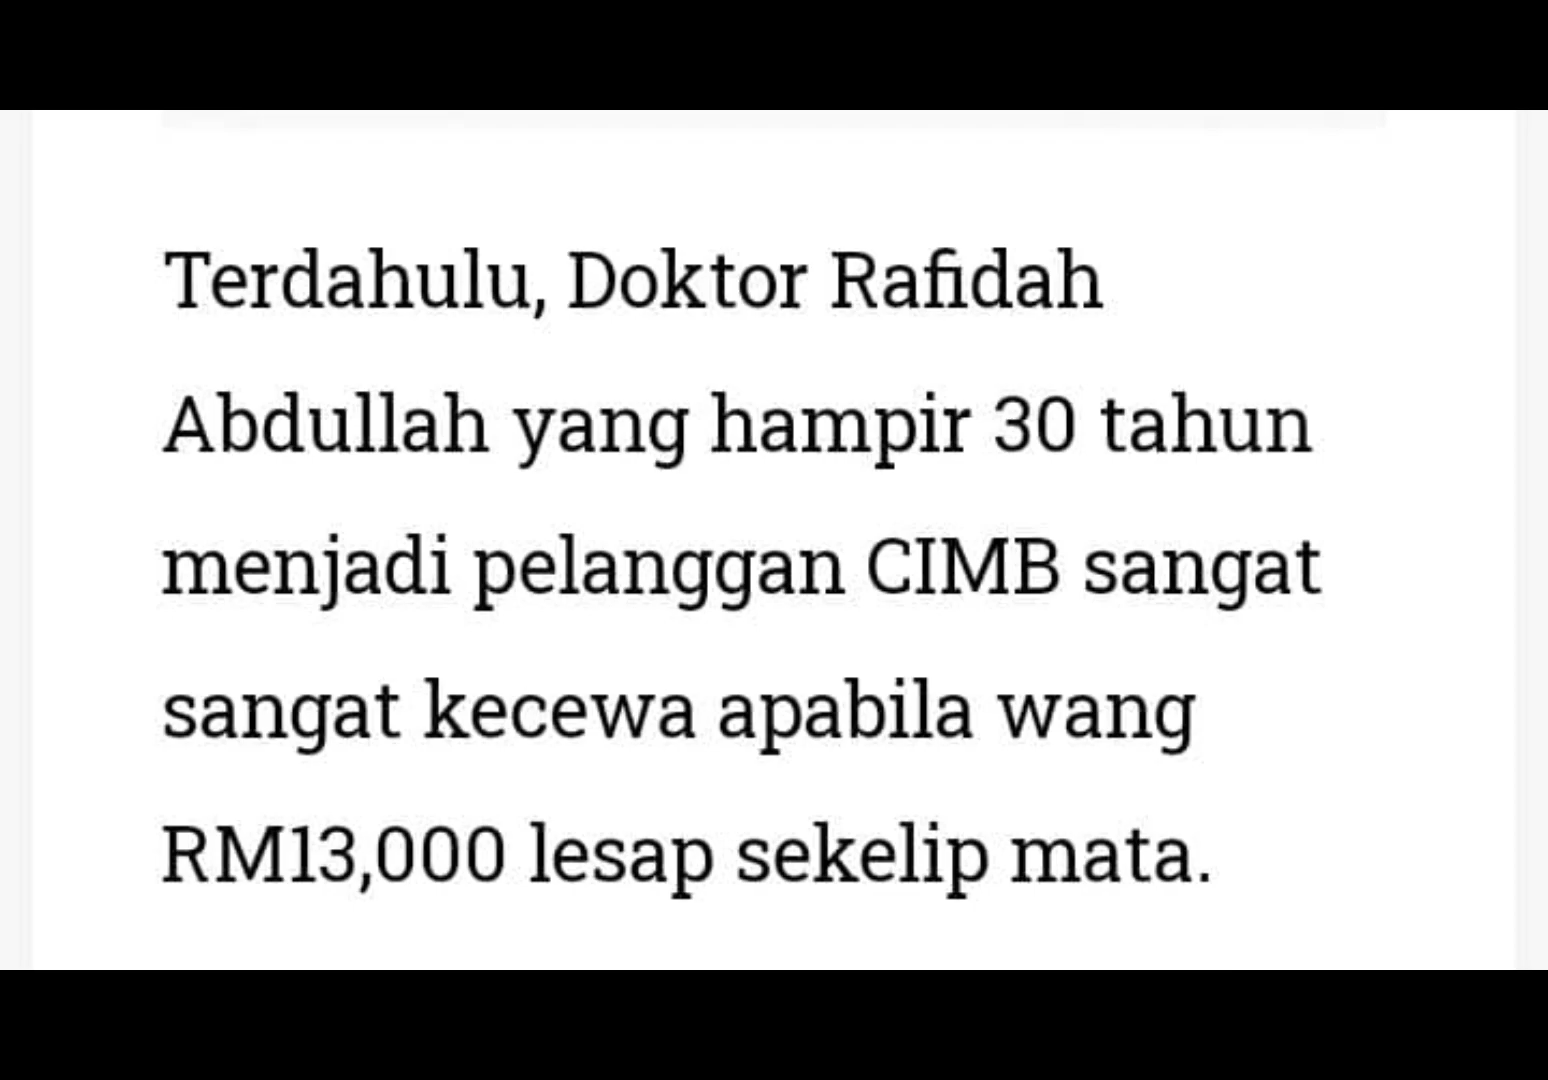 Terdahulu, Doktor Rafidah
Abdullah yang hampir 30 tahun
menjadi pelanggan CIMB sangat
sangat kecewa apabila wang
RM13,000 lesap sekelip mata.